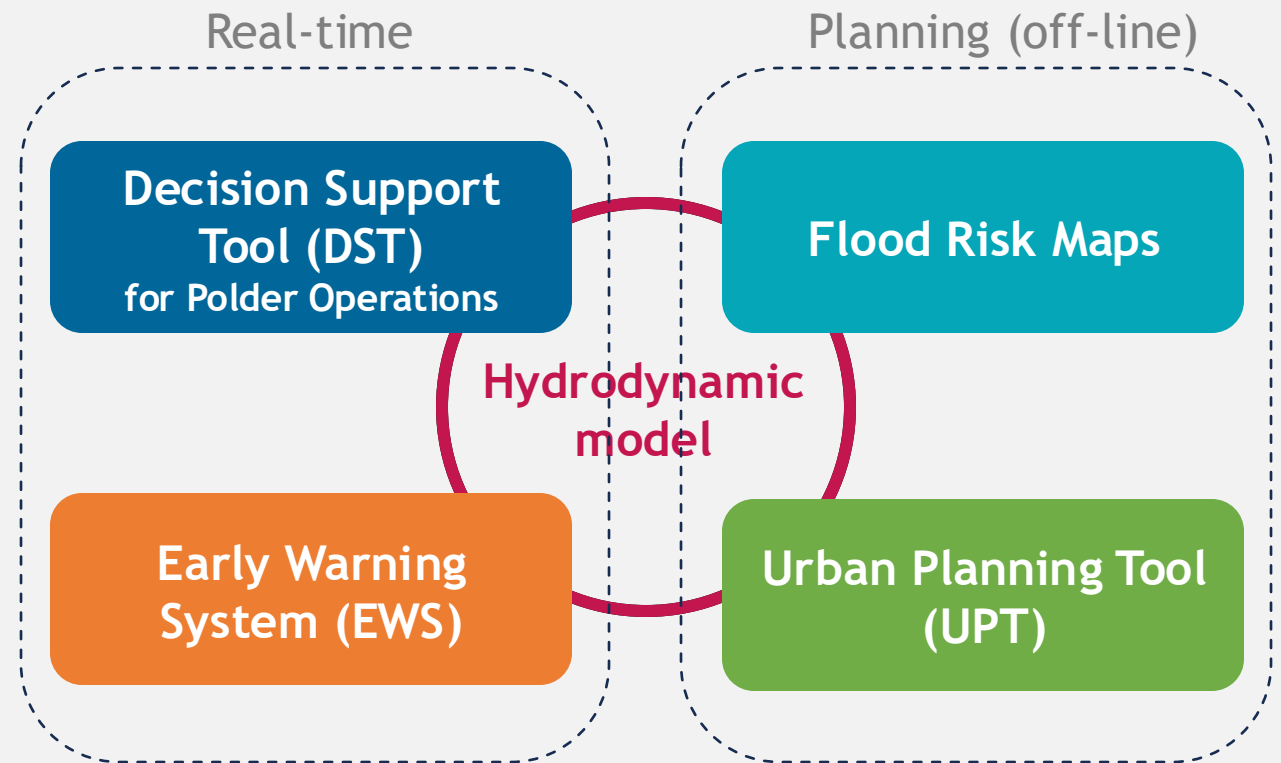 Real-time
Planning (off-line)
Decision Support
Tool (DST)
for Polder Operations
Flood Risk Maps
Hydrodynamic
model
Early Warning
System (EWS)
Urban Planning Tool
(UPT)